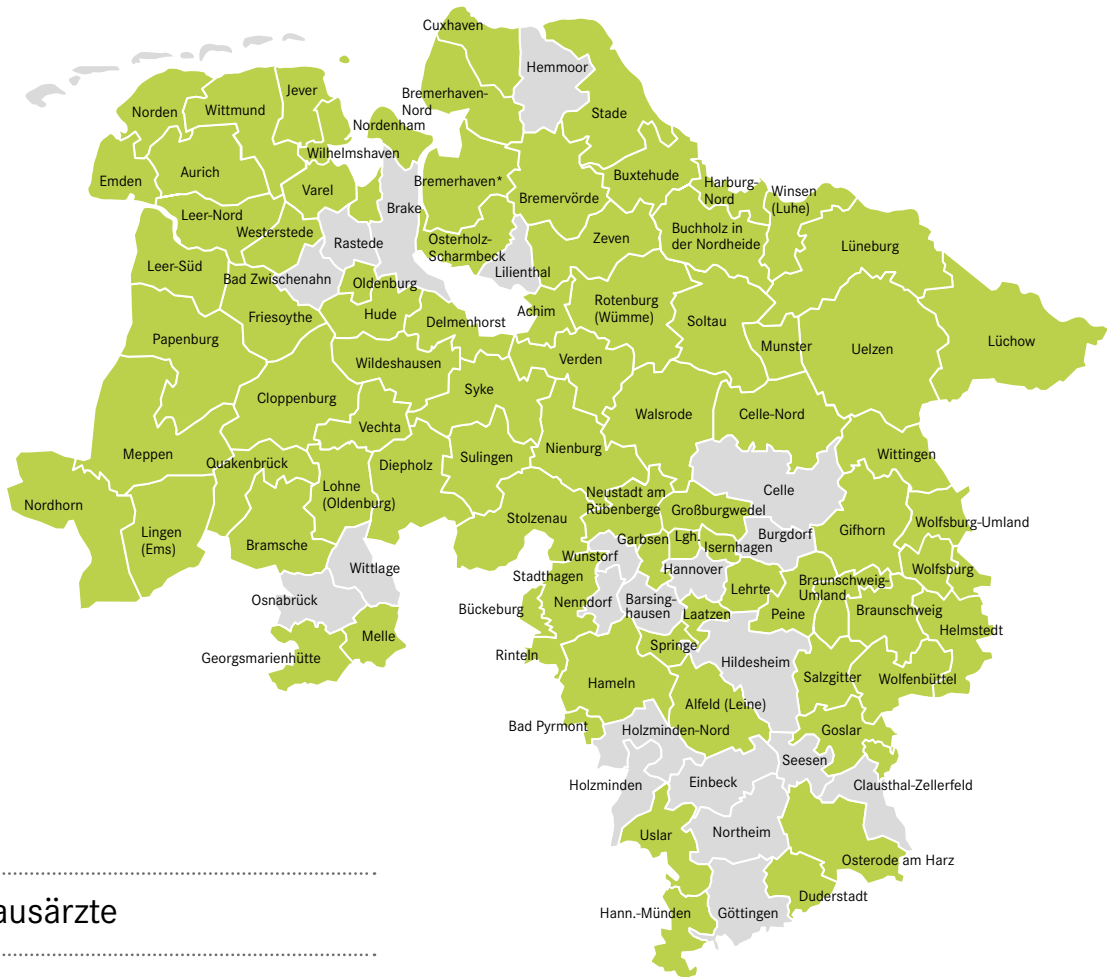 Cuxhaven
Hemmoor
Jever
Bremerhaven-
Nord
Norden
Wittmund
Nordenham
Stade
Wilhelmshaven
Emden
Aurich
Varel
Bremerhaven*
Buxtehude
Harburg-
Nord
Winsen
(Luhe)
Bremervörde
Brake
Leer-Nord
Westerstede
Rastede
Osterholz-
Scharmbeck
Zeven
Buchholz in
der Nordheide
Lüneburg
Leer-Süd
Bad Zwischenahn
Oldenburg
Lilienthal
Friesoythe
Hude
Delmenhorst
Achim
Rotenburg
(Wümme)
Soltau
Papenburg
Munster
Uelzen
Lüchow
Wildeshausen
Verden
Syke
Cloppenburg
Walsrode
Celle-Nord
Vechta
Meppen
Quakenbrück
Diepholz
Sulingen
Nienburg
Wittingen
Nordhorn
Lohne
(Oldenburg)
Celle
Neustadt am
Rübenberge
Großburgwedel
Lingen
(Ems)
Bramsche
Stolzenau
Wolfsburg-Umland
Gifhorn
Garbsen
Lgh.
Isernhagen
Burgdorf
Wunstorf
Wittlage
Hannover
Wolfsburg
Stadthagen
Osnabrück
Nenndorf
Barsing-
hausen
Lehrte
Braunschweig-
Umland
Bückeburg
Laatzen
Peine
Braunschweig
Melle
Helmstedt
Georgsmarienhütte
Rinteln
Springe
Hildesheim
Hameln
Salzgitter
Wolfenbüttel
Alfeld (Leine)
Bad Pyrmont
Holzminden-Nord
Goslar
Seesen
Holzminden
Einbeck
Clausthal-Zellerfeld
Uslar
Northeim
Osterode am Harz
Duderstadt
Hann.-Münden
Göttingen
ausärzte